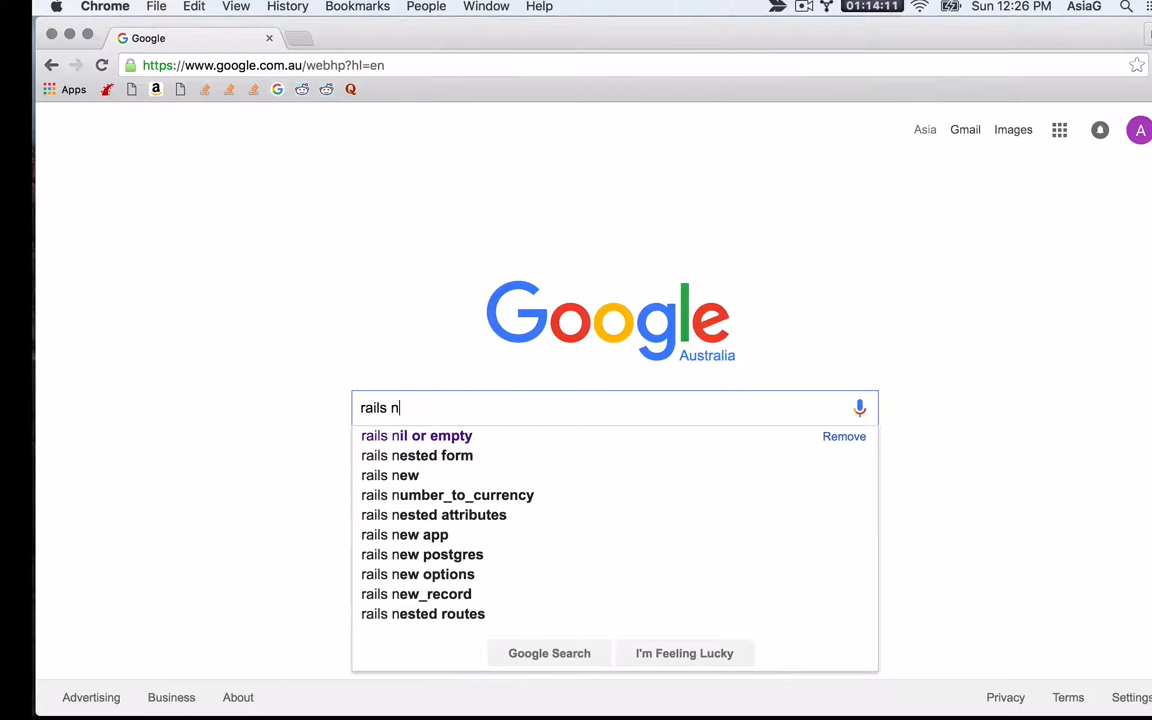 Chrome File Edit View History Bookmarks People Window Help 01:14:11 Sun 12:26 PM AsiaG
Google
https://www.google.com.au/webhp?hl=en
Apps
Asia Gmail Images A
Google
Australia
rails n
rails nil or empty Remove
rails nested form
rails new
rails number_to_currency
rails nested attributes
rails new app
rails new postgres
rails new options
rails new_record
rails nested routes
Google Search I'm Feeling Lucky
Advertising Business About Privacy Terms Settings